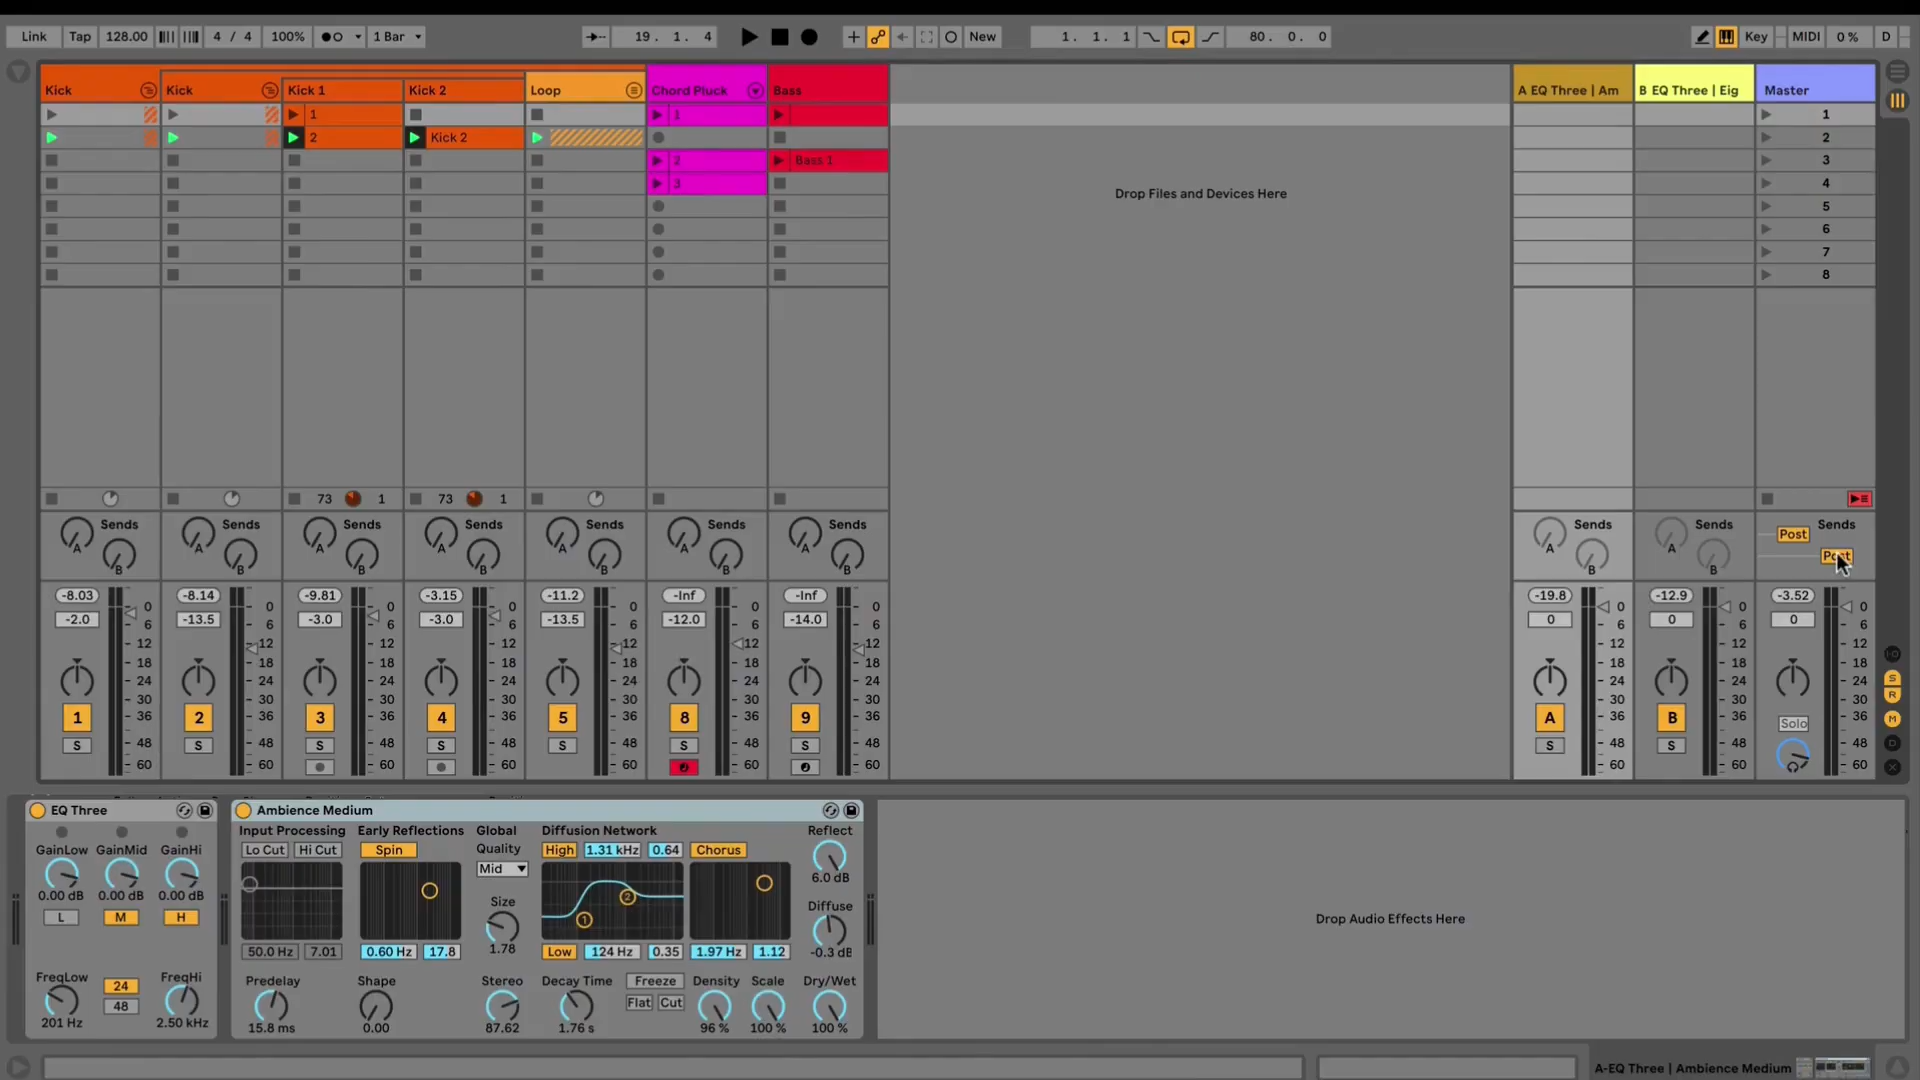 Link Tap 128.00 4 / 4 100% 1 Bar 19. 1. 4 New 1. 1. 1 80. 0. 0 Key MIDI 0 % D
Kick Kick Kick 1 Kick 2 Loop Chord Pluck Bass A EQ Three | Am B EQ Three | Eig Master
1 1 1
2 Kick 2 2
2 Bass 1 3
3 4
Drop Files and Devices Here
5
6
7
8
73 1 73 1
Sends Sends Sends Sends Sends Sends Sends Sends Sends Sends
A A A A A A A A A Post
B B B B B B B B B Post
-8.03 -8.14 -9.81 -3.15 -11.2 -Inf -Inf -19.8 -12.9 -3.52
0 0 0 0 0 0 0 0 0 0
-2.0 -13.5 -3.0 -3.0 -13.5 -12.0 -14.0 0 0 0
6 6 6 6 6 6 6 6 6 6
12 12 12 12 12 12 12 12 12 12
18 18 18 18 18 18 18 18 18 18
24 24 24 24 24 24 24 24 24 24
30 30 30 30 30 30 30 30 30 30
36 36 36 36 36 36 36 36 36 36
1 2 3 4 5 8 9 A B Solo
S S S S S S S S S
48 48 48 48 48 48 48 48 48 48
60 60 60 60 60 60 60 60 60 60
S
R
M
D
X
EQ Three
GainLow GainMid GainHi
0.00 dB 0.00 dB 0.00 dB
L M H
FreqLow 24 FreqHi
48
201 Hz 2.50 kHz
Ambience Medium
Input Processing Early Reflections Global Diffusion Network Reflect
Lo Cut Hi Cut Spin Quality High 1.31 kHz 0.64 Chorus
Mid 6.0 dB
Size Diffuse
1 2
1.78 -0.3 dB
50.0 Hz 7.01 0.60 Hz 17.8 Low 124 Hz 0.35 1.97 Hz 1.12
Predelay Shape Stereo Decay Time Freeze Density Scale Dry/Wet
Flat Cut
15.8 ms 0.00 87.62 1.76 s 96 % 100 % 100 %
Drop Audio Effects Here
A-EQ Three | Ambience Medium